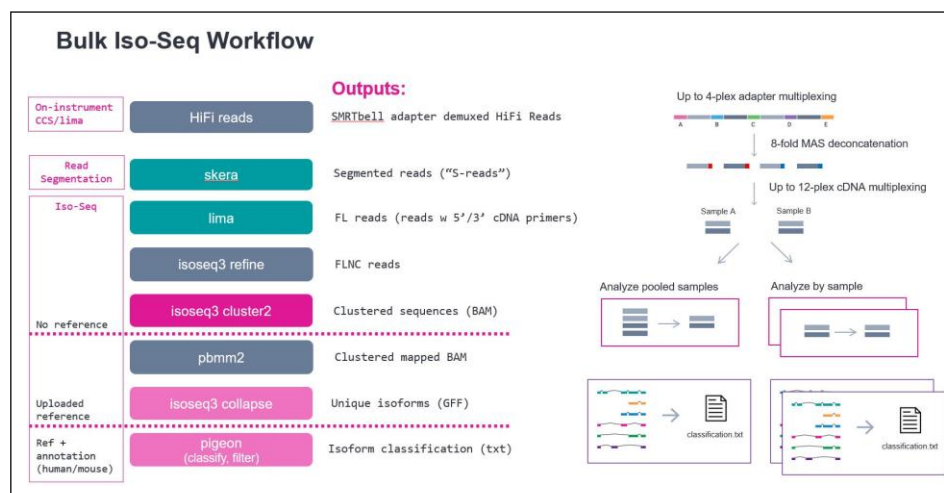 Bulk Iso-Seq Workflow
Outputs:
On-instrument
CCS/lima
HiFi reads
SMRTbell adapter demuxed HiFi Reads
Read
Segmentation
skera
Segmented reads (“S-reads”)
Iso-Seq
lima
FL reads (reads w 5’/3’ cDNA primers)
isoseq3 refine
FLNC reads
isoseq3 cluster2
Clustered sequences (BAM)
No reference
pbmm2
Clustered mapped BAM
Uploaded
reference
isoseq3 collapse
Unique isoforms (GFF)
Ref +
annotation
(human/mouse)
pigeon
(classify, filter)
Isoform classification (txt)
Up to 4-plex adapter multiplexing
A B C D E
8-fold MAS deconcatenation
Up to 12-plex cDNA multiplexing
Sample A
Sample B
Analyze pooled samples
Analyze by sample
classification.txt
classification.txt